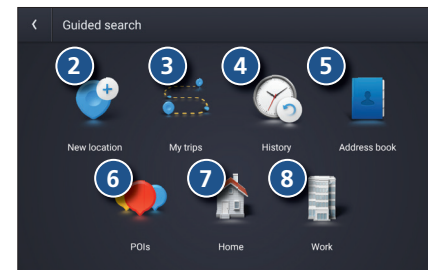 Guided search
2 3 4 5
New location My trips History Address book
6 7 8
POIs Home Work